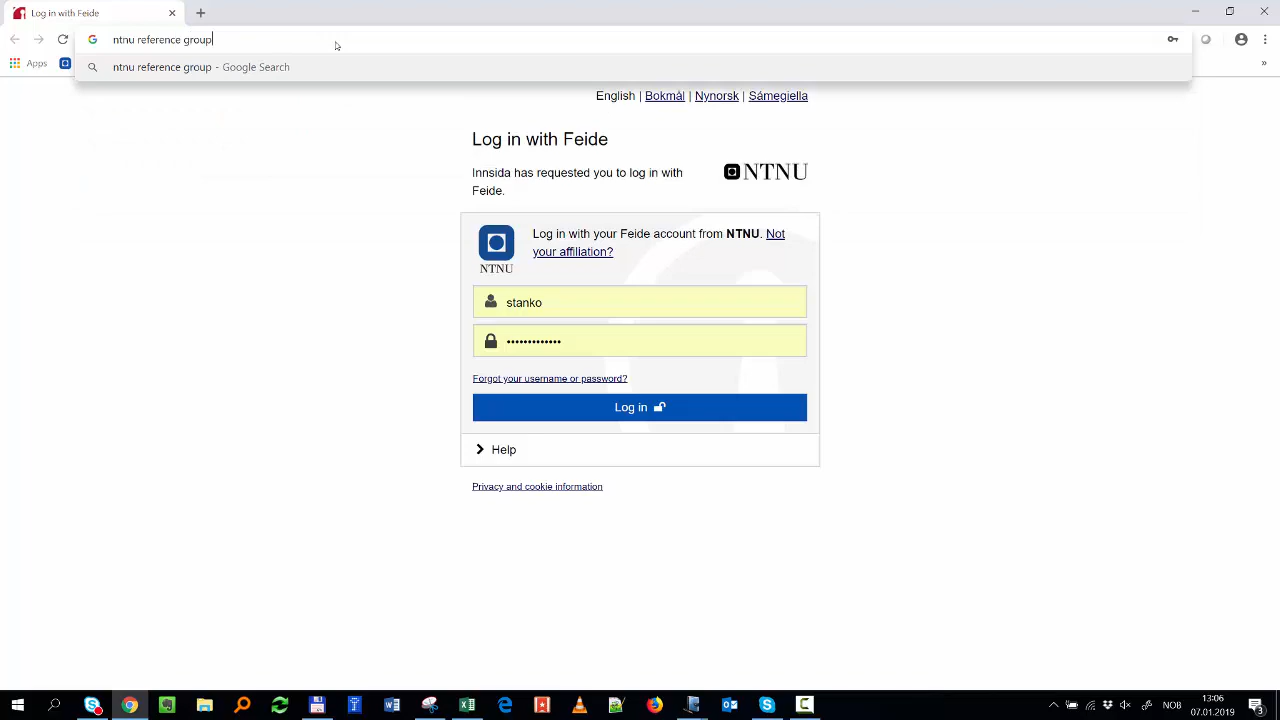 Log in with Feide
ntnu reference group
Apps
ntnu reference group - Google Search
»
English | Bokmål | Nynorsk | Sámegiella
Log in with Feide
Innsida has requested you to log in with
Feide.
NTNU
Log in with your Feide account from NTNU. Not
your affiliation?
NTNU
stanko
•••••••••••••
Forgot your username or password?
Log in
Help
Privacy and cookie information
NOB
13:06
07.01.2019
3